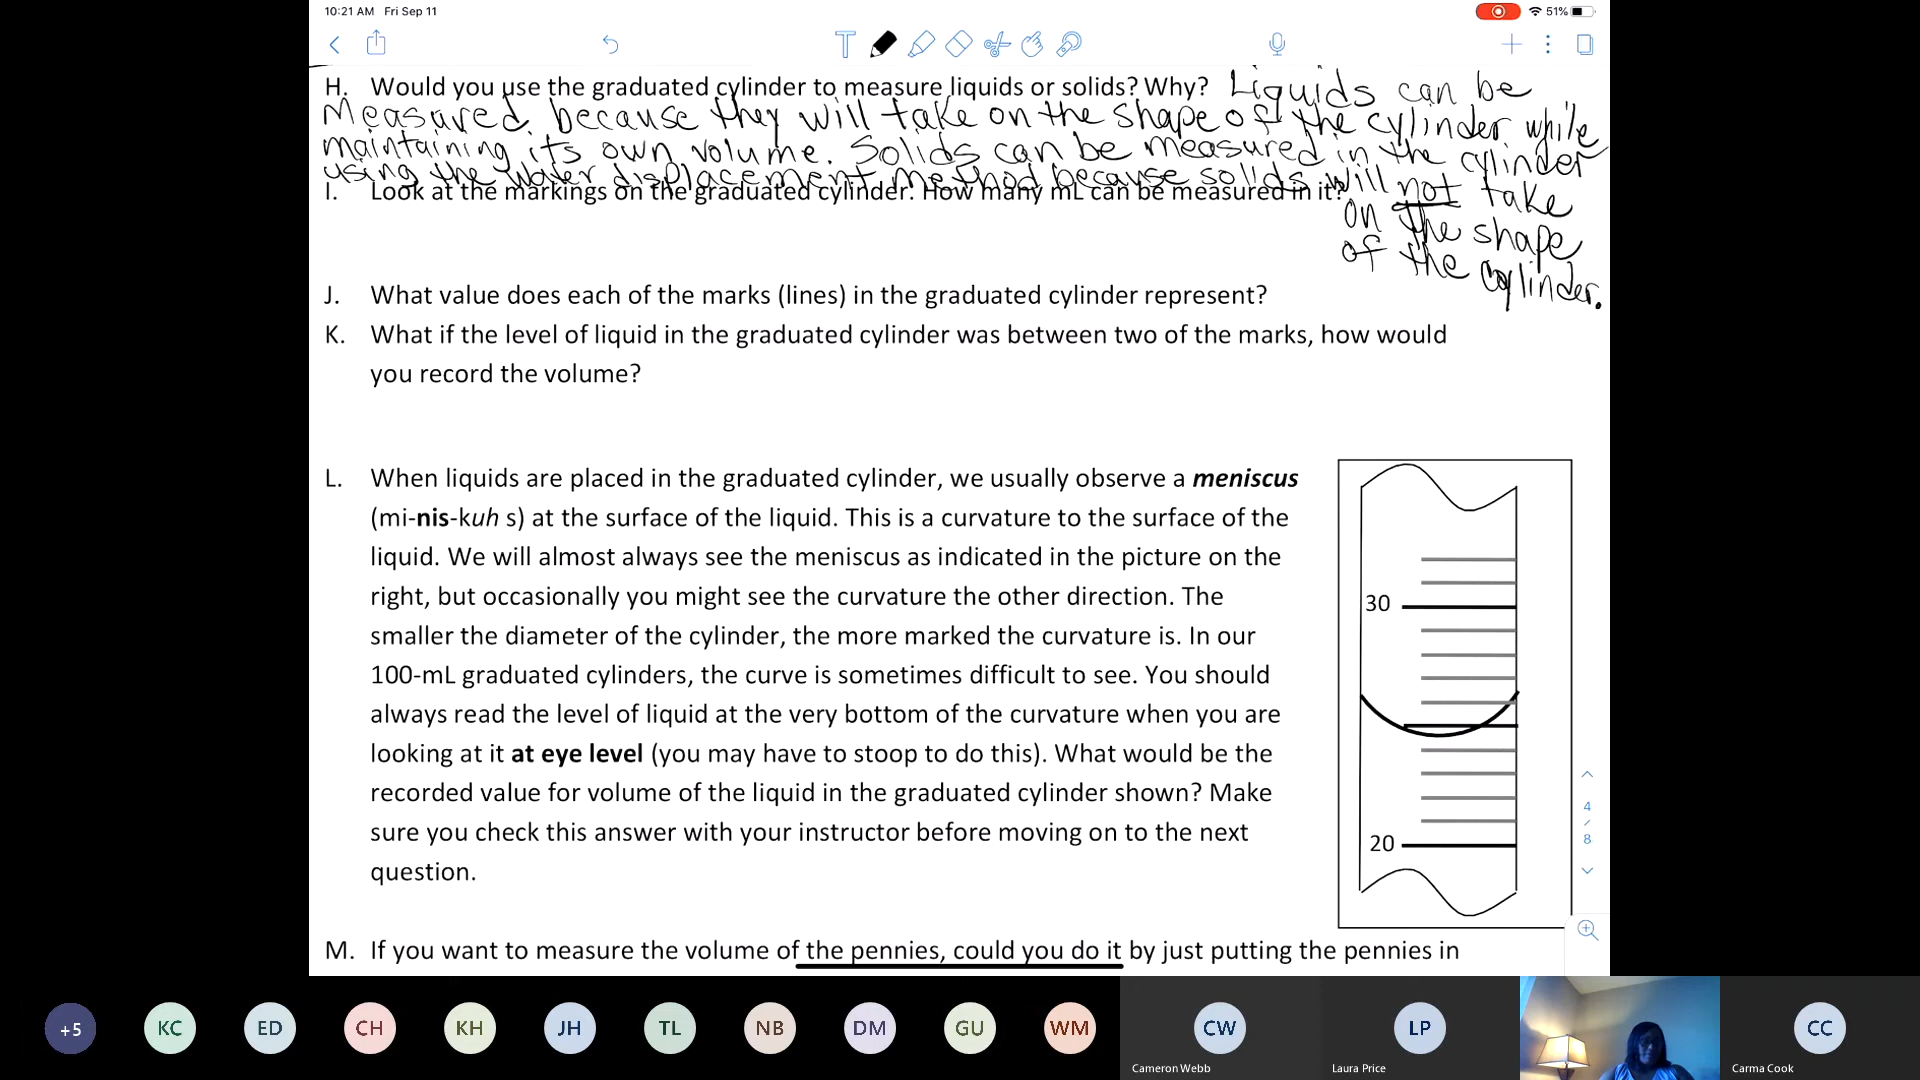 10:21 AM Fri Sep 11
51%
H. Would you use the graduated cylinder to measure liquids or solids? Why? Liquids can be
measured, because they will take on the shape of the cylinder while
maintaining its own volume. Solids can be measured in the cylinder
using the water displacement method because solids will not take
I. Look at the markings on the graduated cylinder. How many mL can be measured in it?
on the shape
of the cylinder.
J. What value does each of the marks (lines) in the graduated cylinder represent?
K. What if the level of liquid in the graduated cylinder was between two of the marks, how would
you record the volume?
L. When liquids are placed in the graduated cylinder, we usually observe a meniscus
(mi-nis-kuh s) at the surface of the liquid. This is a curvature to the surface of the
liquid. We will almost always see the meniscus as indicated in the picture on the
right, but occasionally you might see the curvature the other direction. The
smaller the diameter of the cylinder, the more marked the curvature is. In our
100-mL graduated cylinders, the curve is sometimes difficult to see. You should
always read the level of liquid at the very bottom of the curvature when you are
looking at it at eye level (you may have to stoop to do this). What would be the
recorded value for volume of the liquid in the graduated cylinder shown? Make
sure you check this answer with your instructor before moving on to the next
question.
30
20
4
/
8
M. If you want to measure the volume of the pennies, could you do it by just putting the pennies in
+5
KC
ED
CH
KH
JH
TL
NB
DM
GU
WM
CW
Cameron Webb
LP
Laura Price
CC
Carma Cook